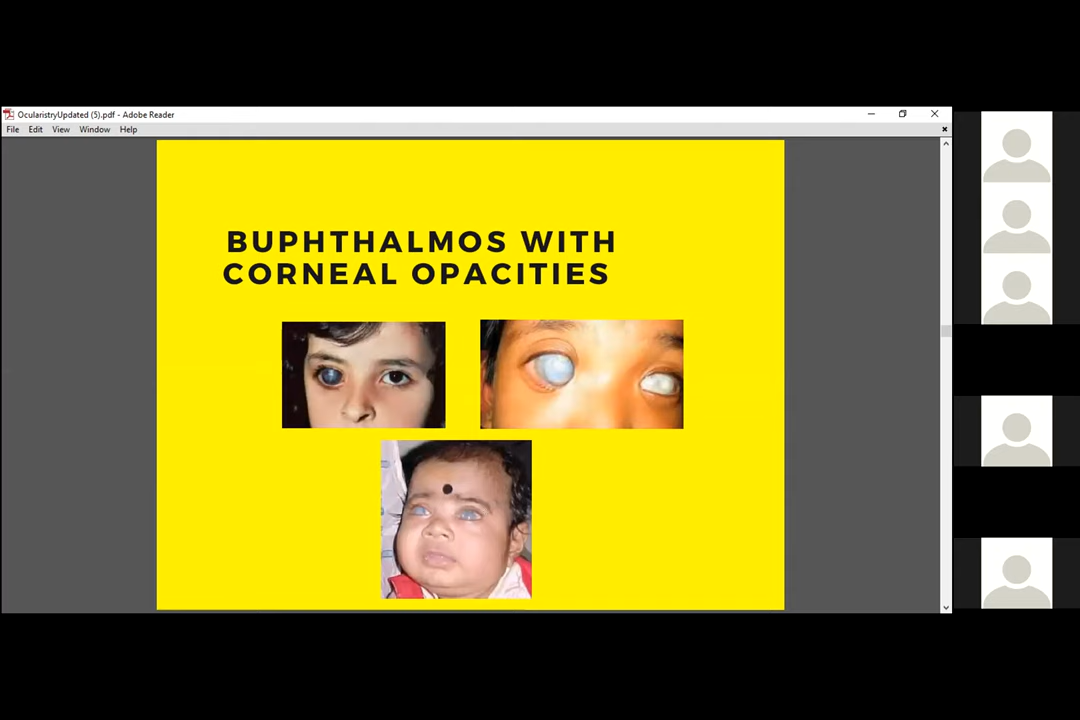 OcularistryUpdated (5).pdf - Adobe Reader
File Edit View Window Help
BUPHTHALMOS WITH
CORNEAL OPACITIES